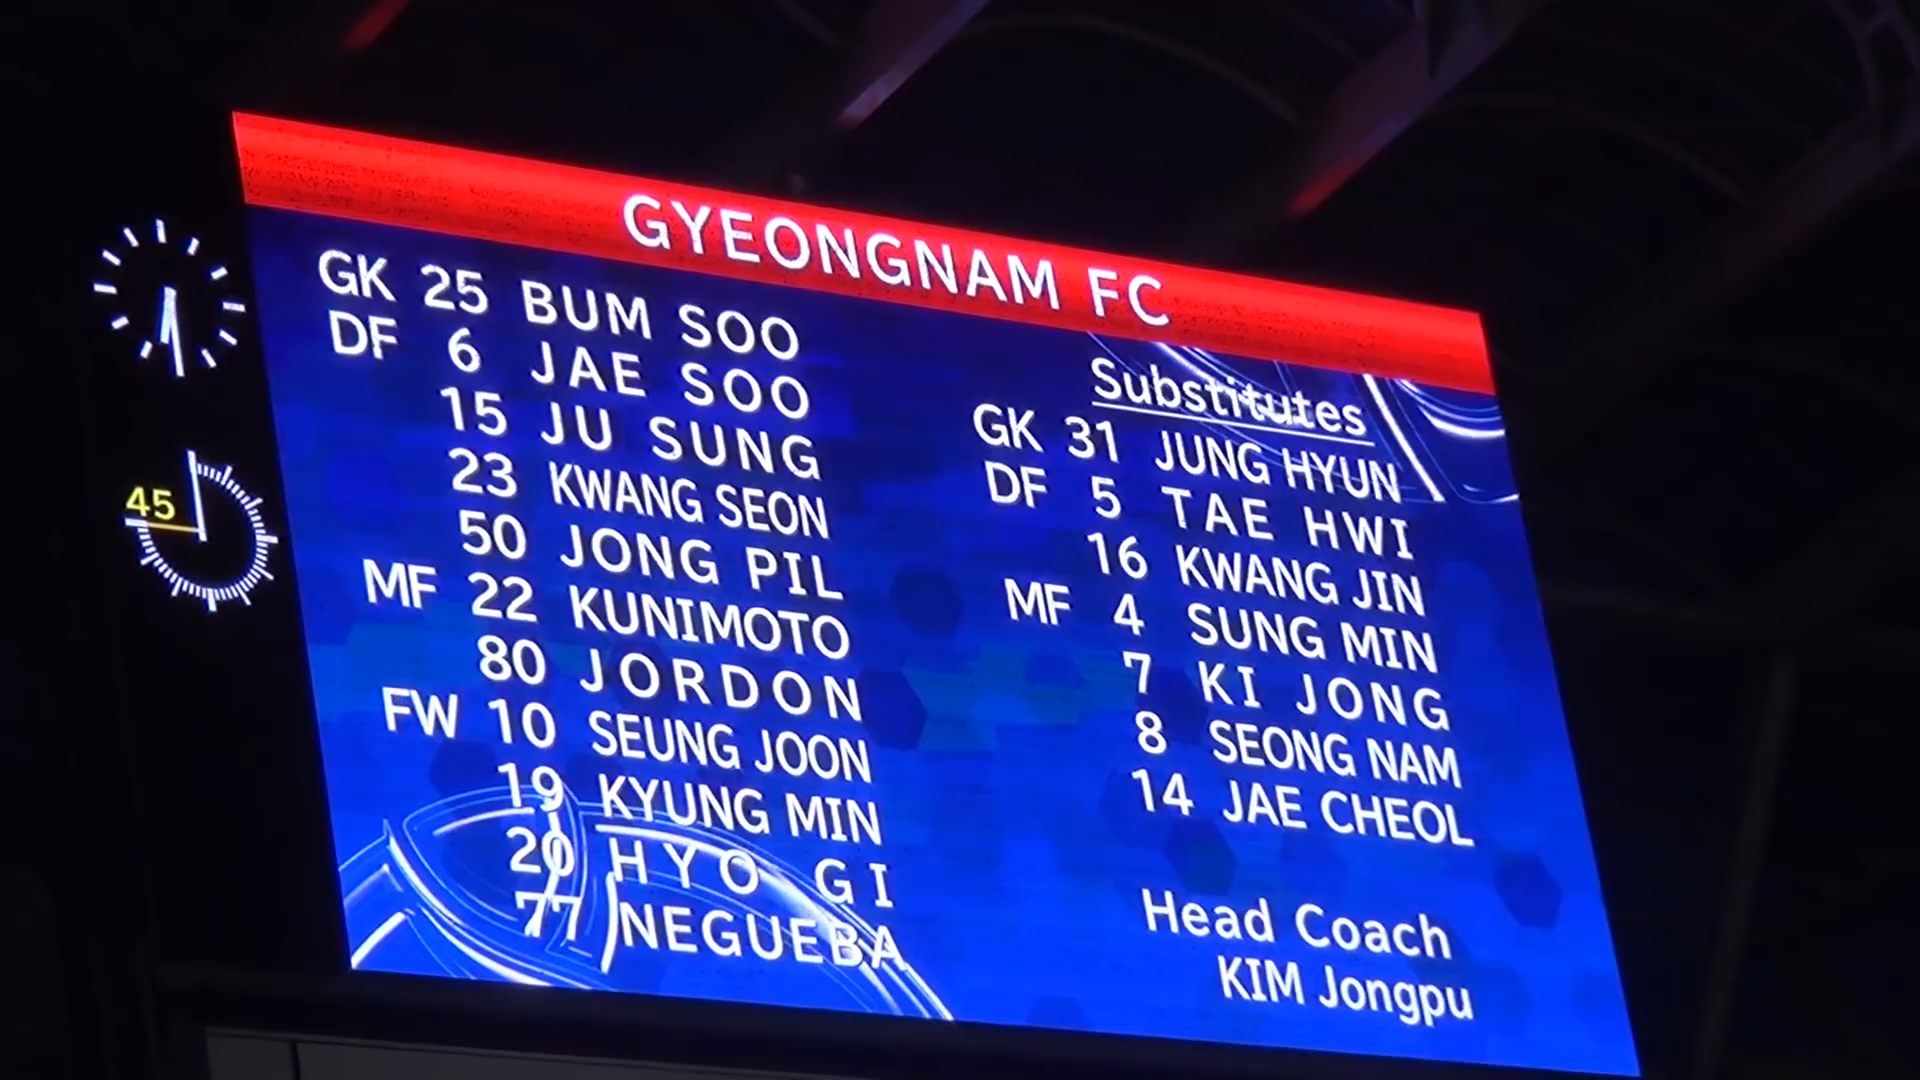 GYEONGNAM FC
GK 25 BUM SOO
DF 6 JAE SOO
15 JU SUNG
23 KWANG SEON
50 JONG PIL
MF 22 KUNIMOTO
80 JORDON
FW 10 SEUNG JOON
19 KYUNG MIN
20 HYO GI
77 NEGUEBA
Substitutes
GK 31 JUNG HYUN
DF 5 TAE HWI
16 KWANG JIN
MF 4 SUNG MIN
7 KI JONG
8 SEONG NAM
14 JAE CHEOL
Head Coach
KIM Jongpu
45